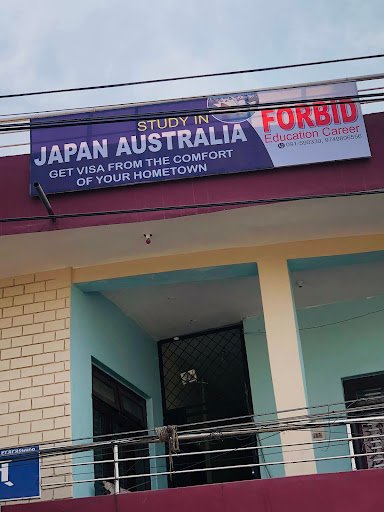 STUDY IN
JAPAN AUSTRALIA
GET VISA FROM THE COMFORT
OF YOUR HOMETOWN
FORBID
Education Career